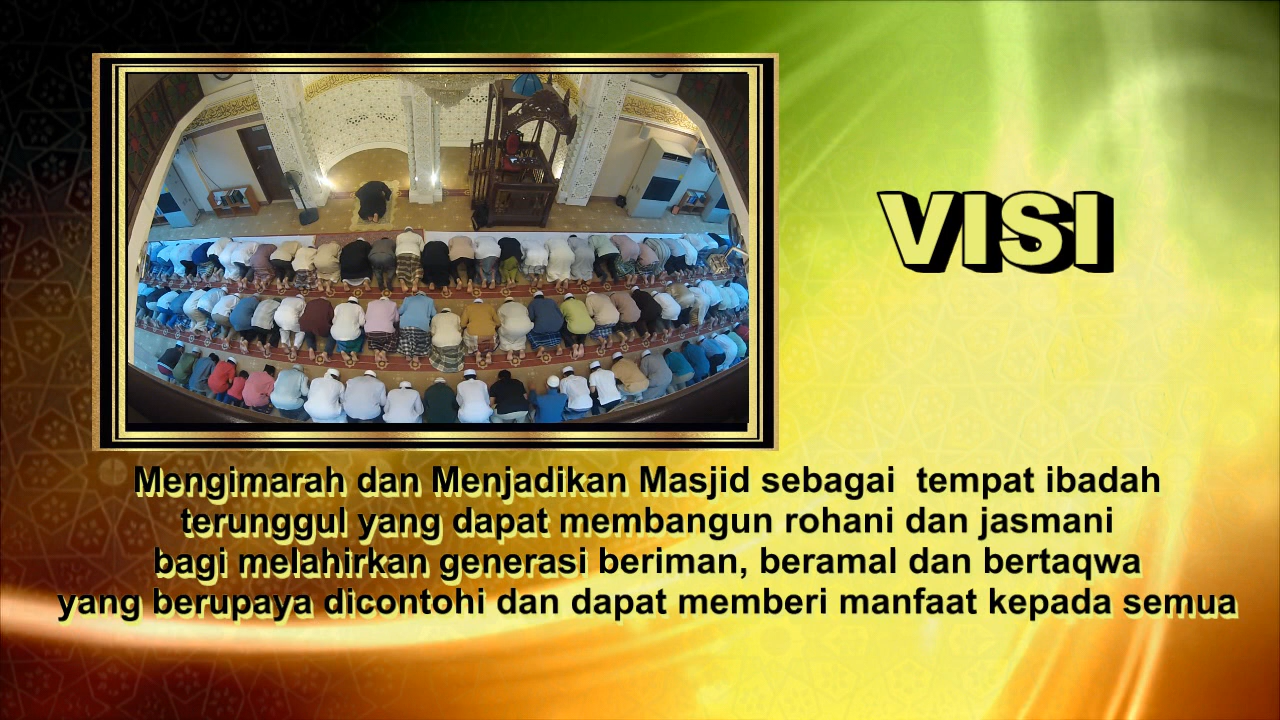 VISI
Mengimarah dan Menjadikan Masjid sebagai  tempat ibadah
terunggul yang dapat membangun rohani dan jasmani
bagi melahirkan generasi beriman, beramal dan bertaqwa
yang berupaya dicontohi dan dapat memberi manfaat kepada semua